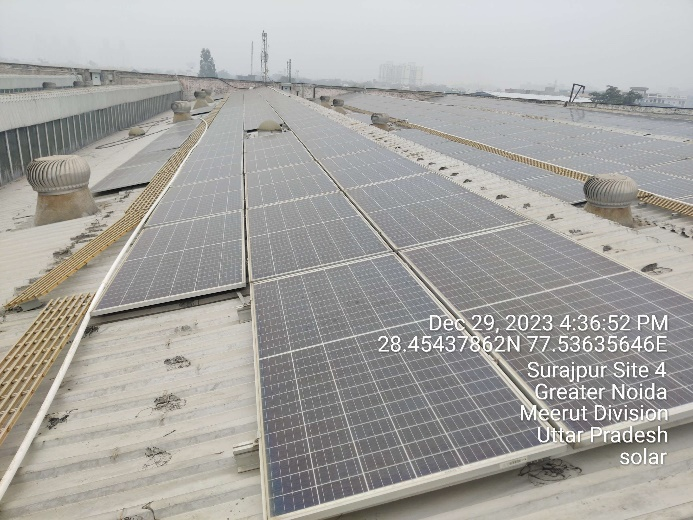 Dec 29, 2023 4:36:52 PM
28.45437862N 77.53635646E
Surajpur Site 4
Greater Noida
Meerut Division
Uttar Pradesh
solar